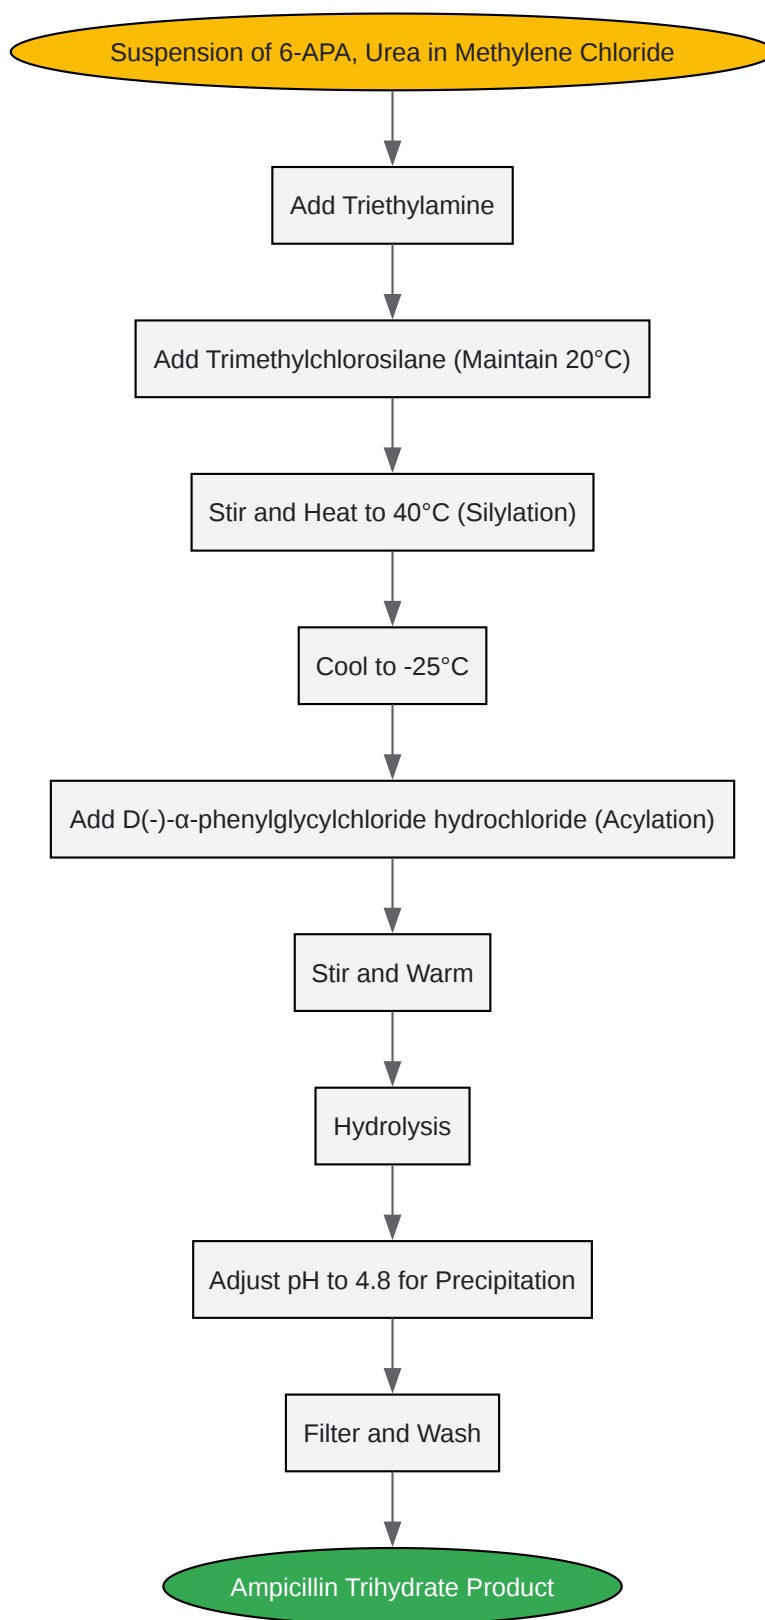 Suspension of 6-APA, Urea in Methylene Chloride
Add Triethylamine
Add Trimethylchlorosilane (Maintain 20°C)
Stir and Heat to 40°C (Silylation)
Cool to -25°C
Add D(-)-α-phenylglycylchloride hydrochloride (Acylation)
Stir and Warm
Hydrolysis
Adjust pH to 4.8 for Precipitation
Filter and Wash
Ampicillin Trihydrate Product